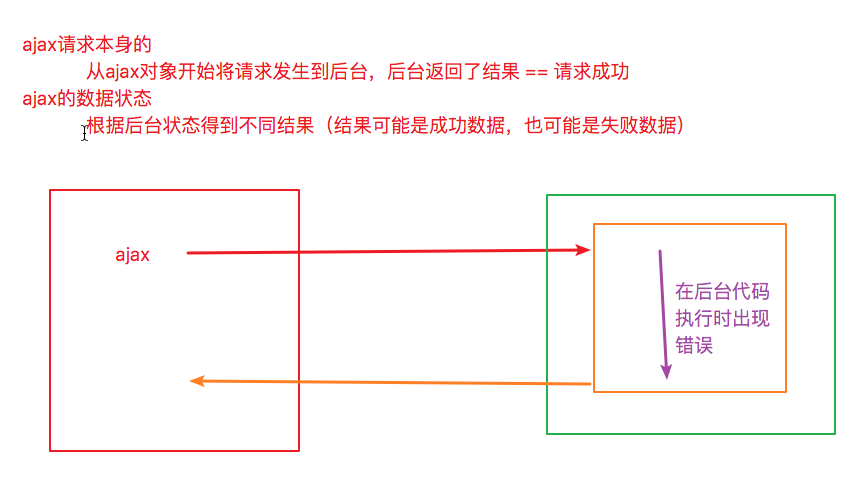 ajax请求本身的
从ajax对象开始将请求发生到后台，后台返回了结果 == 请求成功
ajax的数据状态
根据后台状态得到不同结果（结果可能是成功数据，也可能是失败数据）
ajax
在后台代码
执行时出现
错误